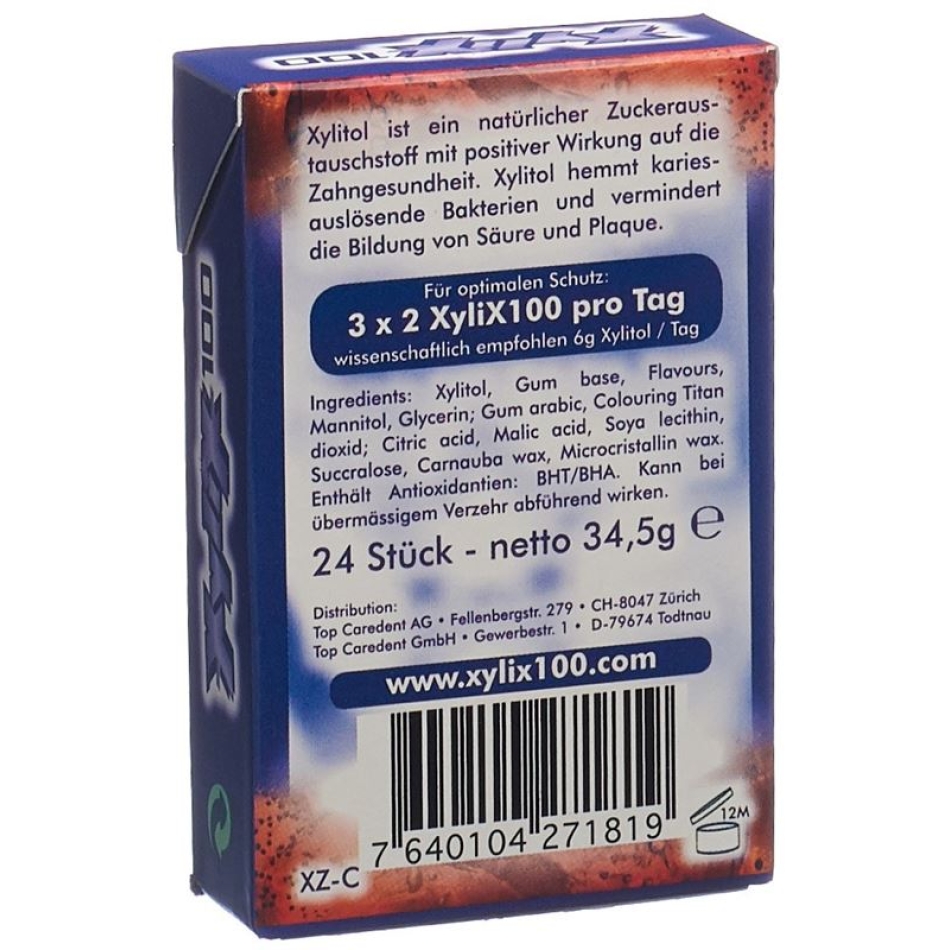 XyliX100
Xylitol ist ein natürlicher Zuckeraus-
tauschstoff mit positiver Wirkung auf die
Zahngesundheit. Xylitol hemmt karies-
auslösende Bakterien und vermindert
die Bildung von Säure und Plaque.
Für optimalen Schutz:
3 x 2 XyliX100 pro Tag
wissenschaftlich empfohlen 6g Xylitol / Tag
Ingredients: Xylitol, Gum base, Flavours,
Mannitol, Glycerin; Gum arabic, Colouring Titan
dioxid; Citric acid, Malic acid, Soya lecithin,
Succralose, Carnauba wax, Microcristallin wax.
Enthält Antioxidantien: BHT/BHA. Kann bei
übermässigem Verzehr abführend wirken.
24 Stück - netto 34,5g ℮
Distribution:
Top Caredent AG • Fellenbergstr. 279 • CH-8047 Zürich
Top Caredent GmbH • Gewerbestr. 1 • D-79674 Todtnau
www.xylix100.com
7 640104 271819
12M
XZ-C
XyliX100